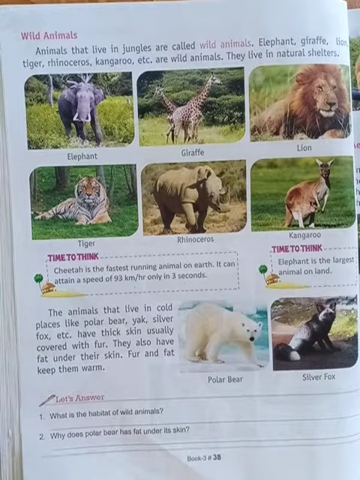 Wild Animals
Animals that live in jungles are called wild animals. Elephant, giraffe, lion
tiger, rhinoceros, kangaroo, etc. are wild animals. They live in natural shelters.
Elephant
Giraffe
Lion
Tiger
Rhinoceros
Kangaroo
TIME TO THINK
Cheetah is the fastest running animal on earth. It can
attain a speed of 93 km/hr only in 3 seconds.
TIME TO THINK
Elephant is the largest
animal on land.
The animals that live in cold
places like polar bear, yak, silver
fox, etc. have thick skin usually
covered with fur. They also have
fat under their skin. Fur and fat
keep them warm.
Polar Bear
Silver Fox
Let's Answer
1. What is the habitat of wild animals?
2. Why does polar bear has fat under its skin?
Book-3 # 38